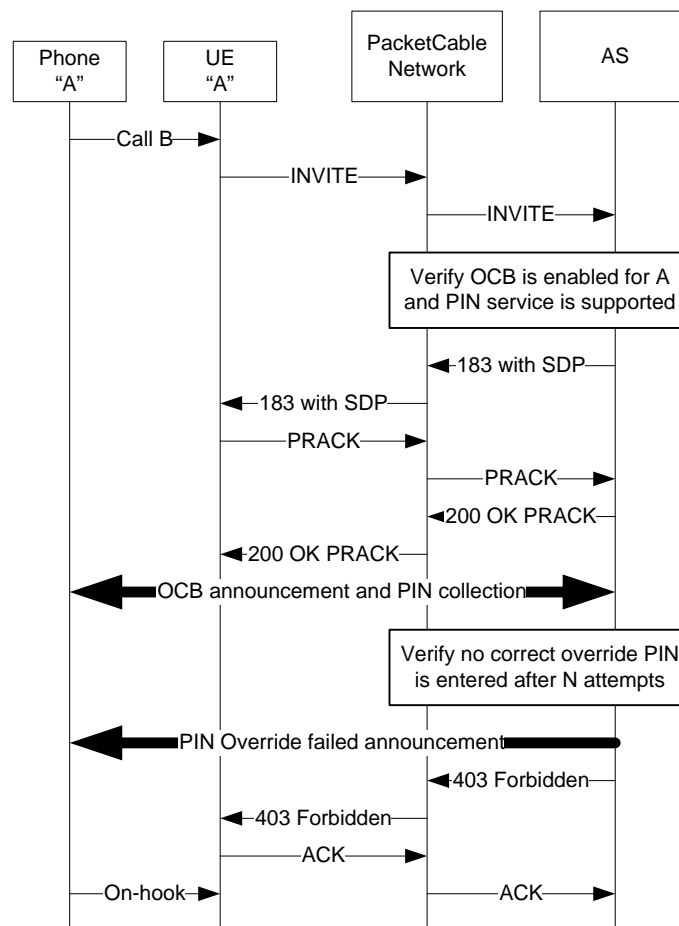 Phone
“A”
UE
“A”
PacketCable
Network
AS
Call B
INVITE
INVITE
Verify OCB is enabled for A
and PIN service is supported
183 with SDP
183 with SDP
PRACK
PRACK
200 OK PRACK
200 OK PRACK
OCB announcement and PIN collection
Verify no correct override PIN
is entered after N attempts
PIN Override failed announcement
403 Forbidden
403 Forbidden
ACK
On-hook
ACK